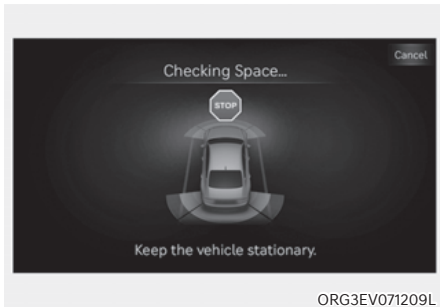 Cancel
Checking Space...
STOP
Keep the vehicle stationary.
ORG3EV071209L